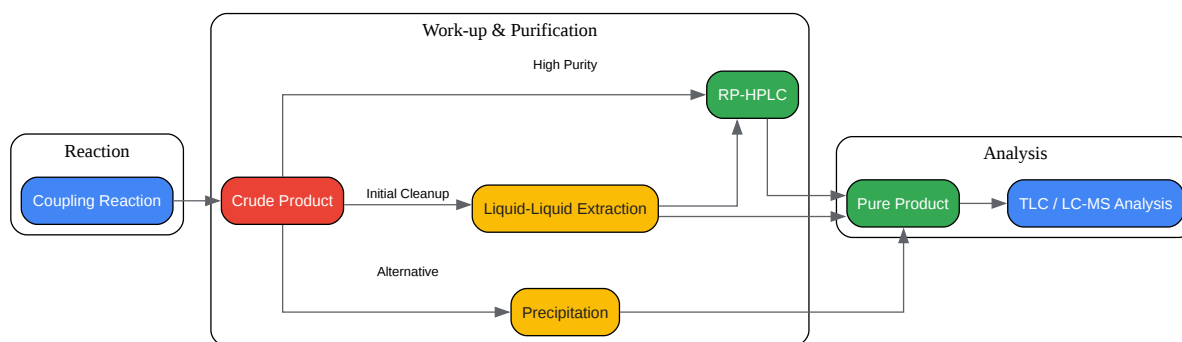 Work-up & Purification
High Purity
RP-HPLC
Reaction
Coupling Reaction
Crude Product
Initial Cleanup
Liquid-Liquid Extraction
Analysis
Pure Product
TLC / LC-MS Analysis
Alternative
Precipitation